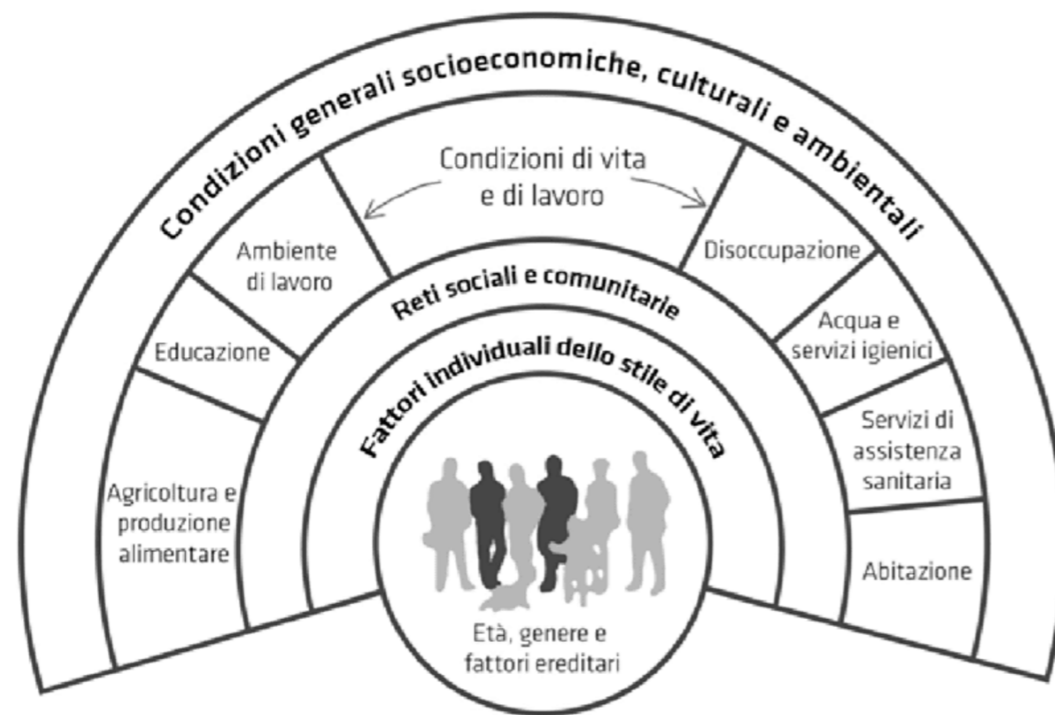 Condizioni generali socioeconomiche, culturali e ambientali
Condizioni di vita
e di lavoro
Ambiente
di lavoro
Educazione
Agricoltura e
produzione
alimentare
Disoccupazione
Acqua e
servizi igienici
Servizi di
assistenza
sanitaria
Abitazione
Reti sociali e comunitarie
Fattori individuali dello stile di vita
Età, genere e
fattori ereditari